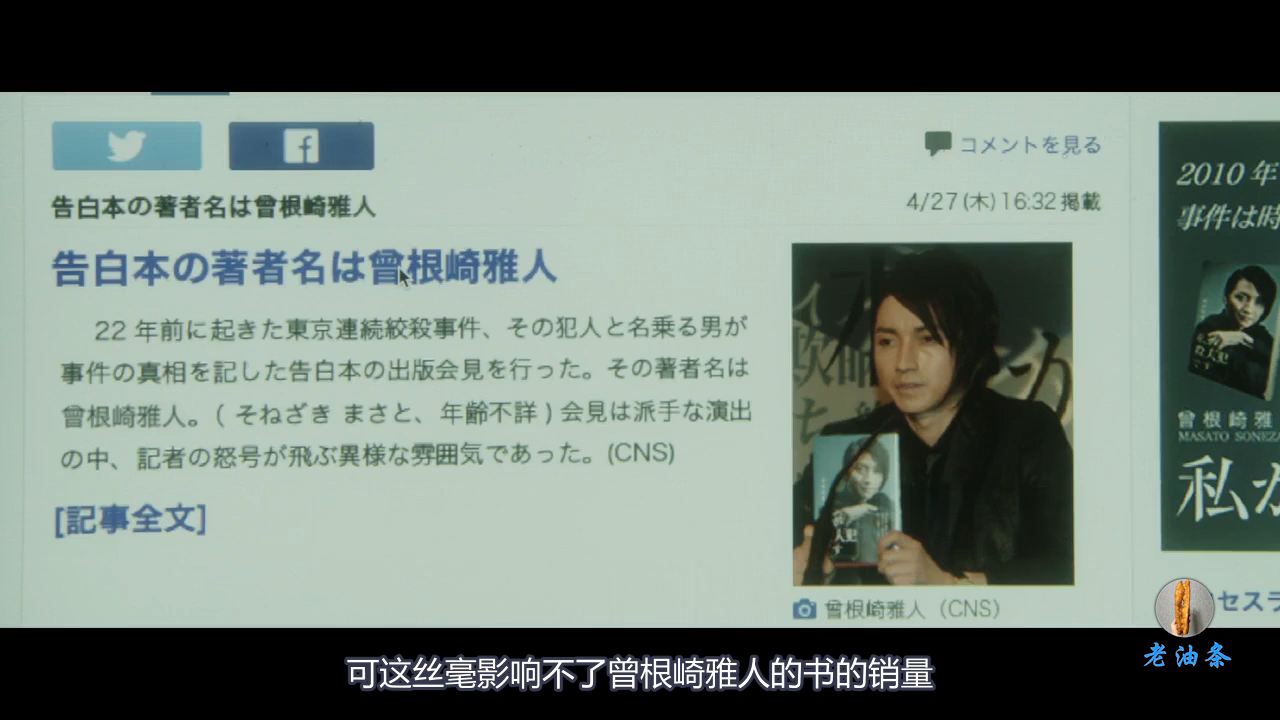 コメントを見る
告白本の著者名は曾根崎雅人
4/27(木)16:32掲載
告白本の著者名は曾根崎雅人
22年前に起きた東京連続絞殺事件、その犯人と名乗る男が
事件の真相を記した告白本の出版会見を行った。その著者名は
曾根崎雅人。( そねざき まさと、年齢不詳 ) 会見は派手な演出
の中、記者の怒号が飛ぶ異様な雰囲気であった。(CNS)
[記事全文]
曾根崎雅人（CNS）
2010 年
事件は時
曾根崎雅
MASATO SONEZA
私が
セスラ
老油条
可这丝毫影响不了曾根崎雅人的书的销量